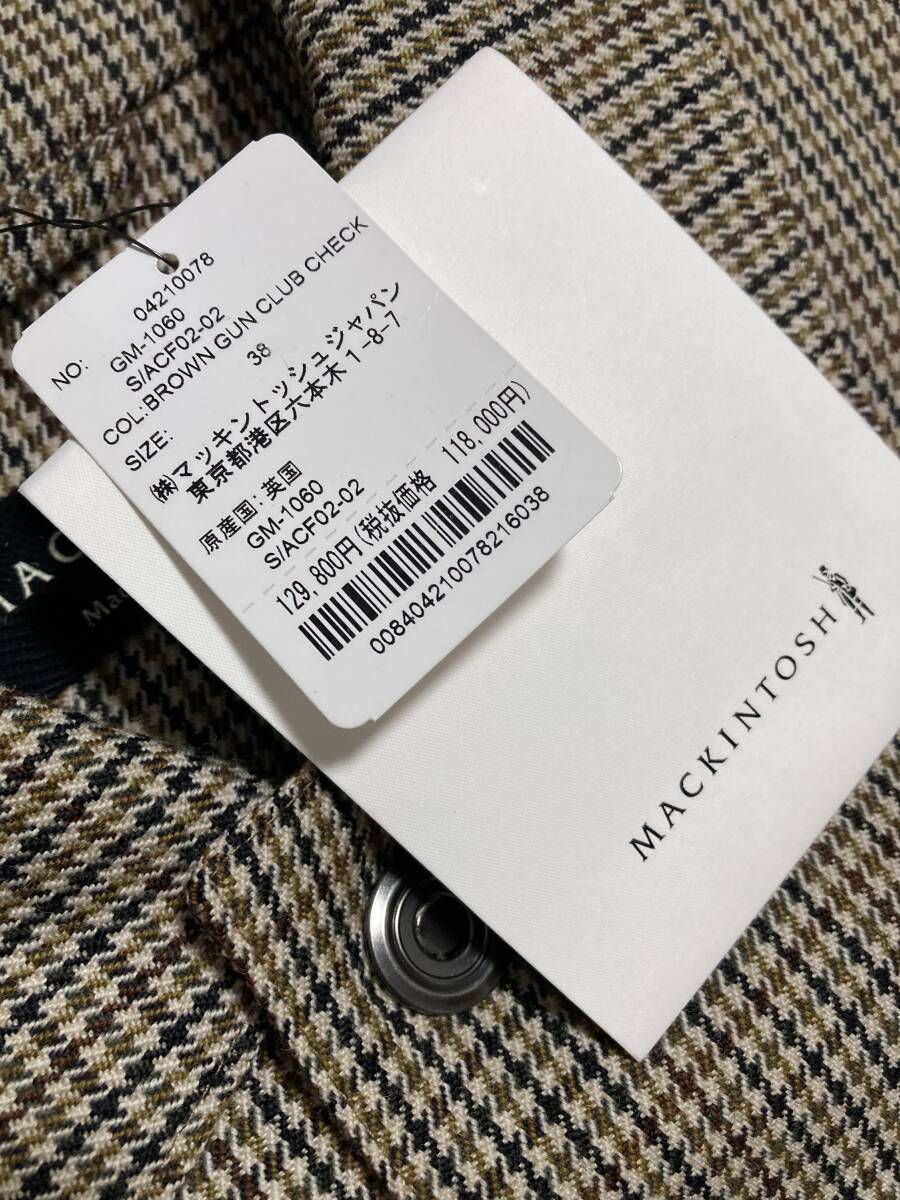 NO: 04210078
GM-1060
S/ACF02-02
COL:BROWN GUN CLUB CHECK
SIZE: 38
㈱マッキントッシュジャパン
東京都港区六本木1-8-7
原産国:英国
GM-1060
S/ACF02-02
129,800円(税抜価格 118,000円)
008404210078216038
MACKINTOSH